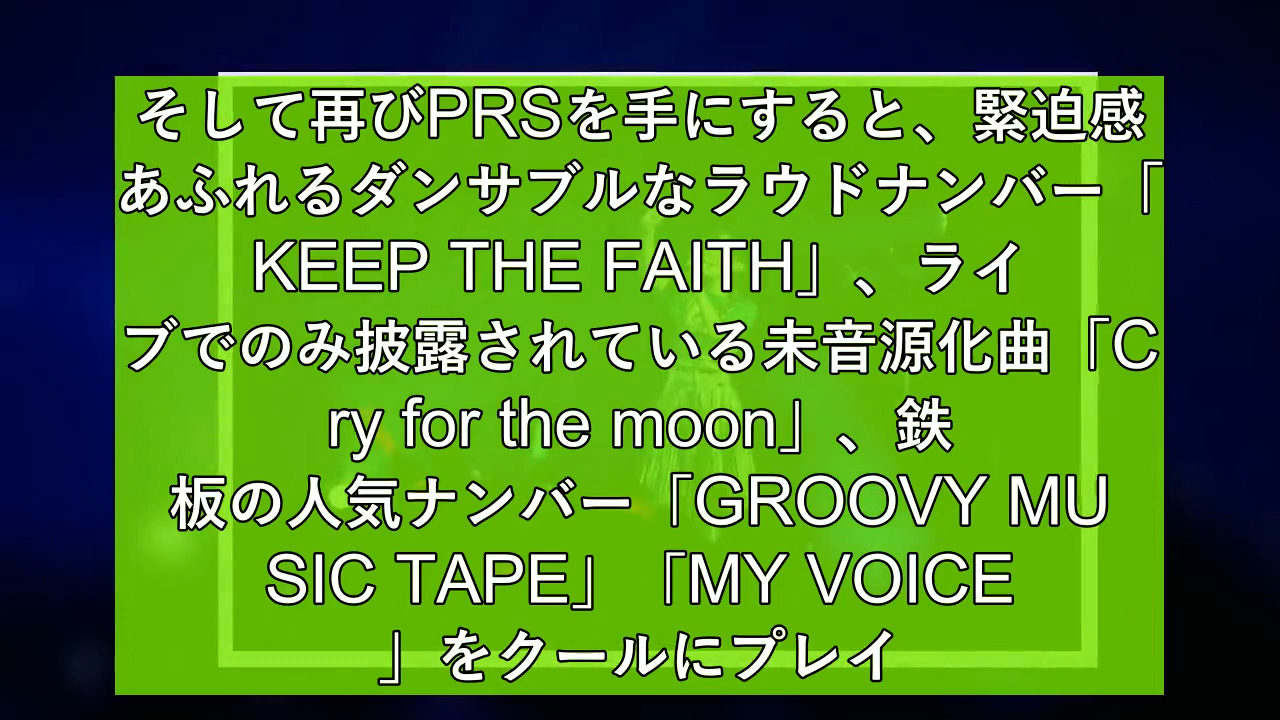 そして再びPRSを手にすると、緊迫感
あふれるダンサブルなラウドナンバー「
KEEP THE FAITH」、ライ
ブでのみ披露されている未音源化曲「C
ry for the moon」、鉄
板の人気ナンバー「GROOVY MU
SIC TAPE」「MY VOICE
」をクールにプレイ